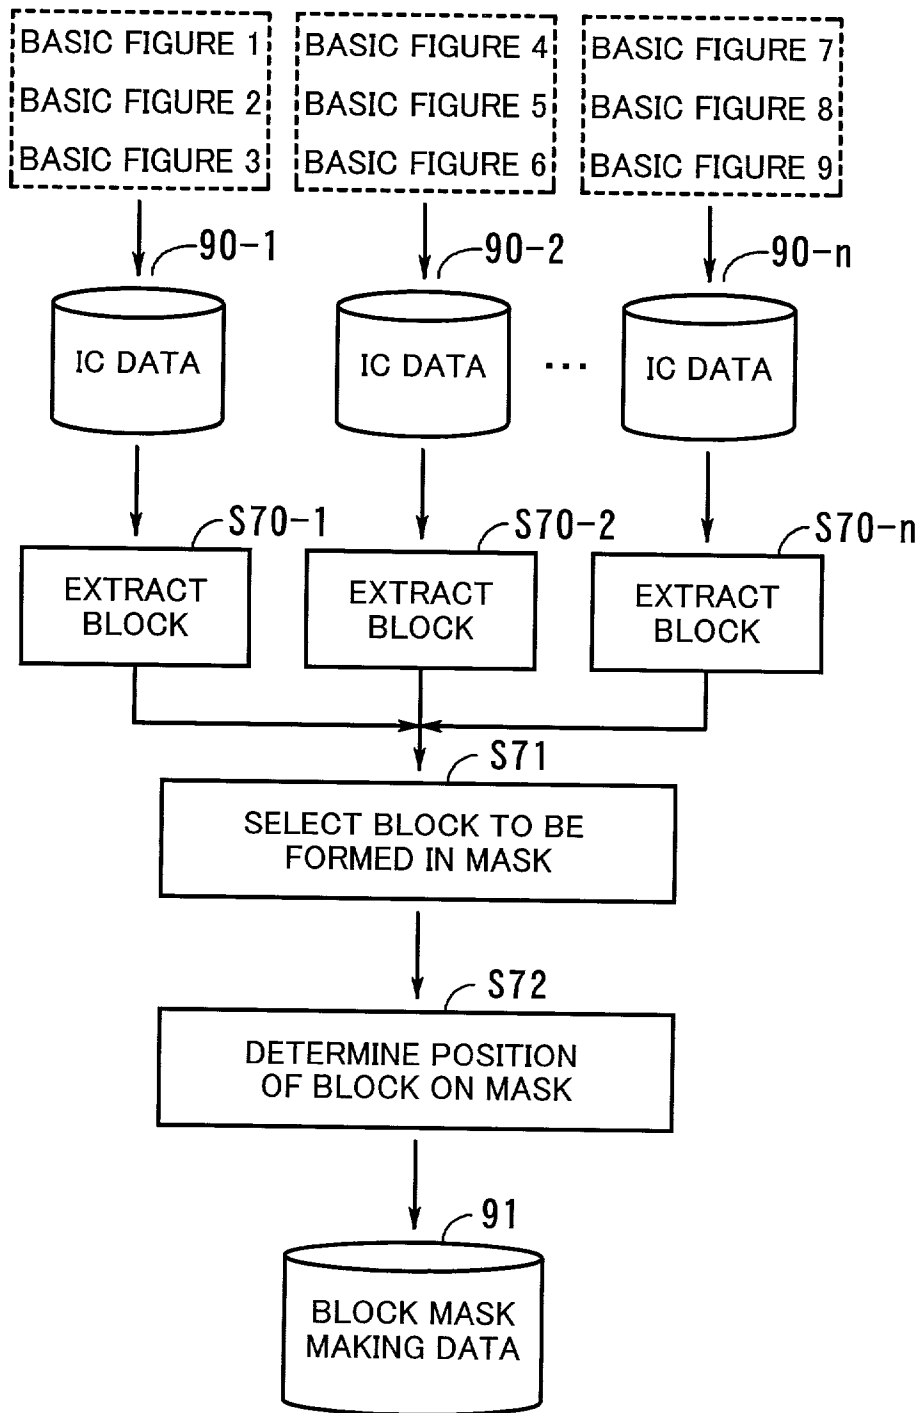 BASIC FIGURE 1
BASIC FIGURE 2
BASIC FIGURE 3
BASIC FIGURE 4
BASIC FIGURE 5
BASIC FIGURE 6
BASIC FIGURE 7
BASIC FIGURE 8
BASIC FIGURE 9
90-1
90-2
90-n
IC DATA
IC DATA
...
IC DATA
S70-1
S70-2
S70-n
EXTRACT
BLOCK
EXTRACT
BLOCK
EXTRACT
BLOCK
S71
SELECT BLOCK TO BE
FORMED IN MASK
S72
DETERMINE POSITION
OF BLOCK ON MASK
91
BLOCK MASK
MAKING DATA